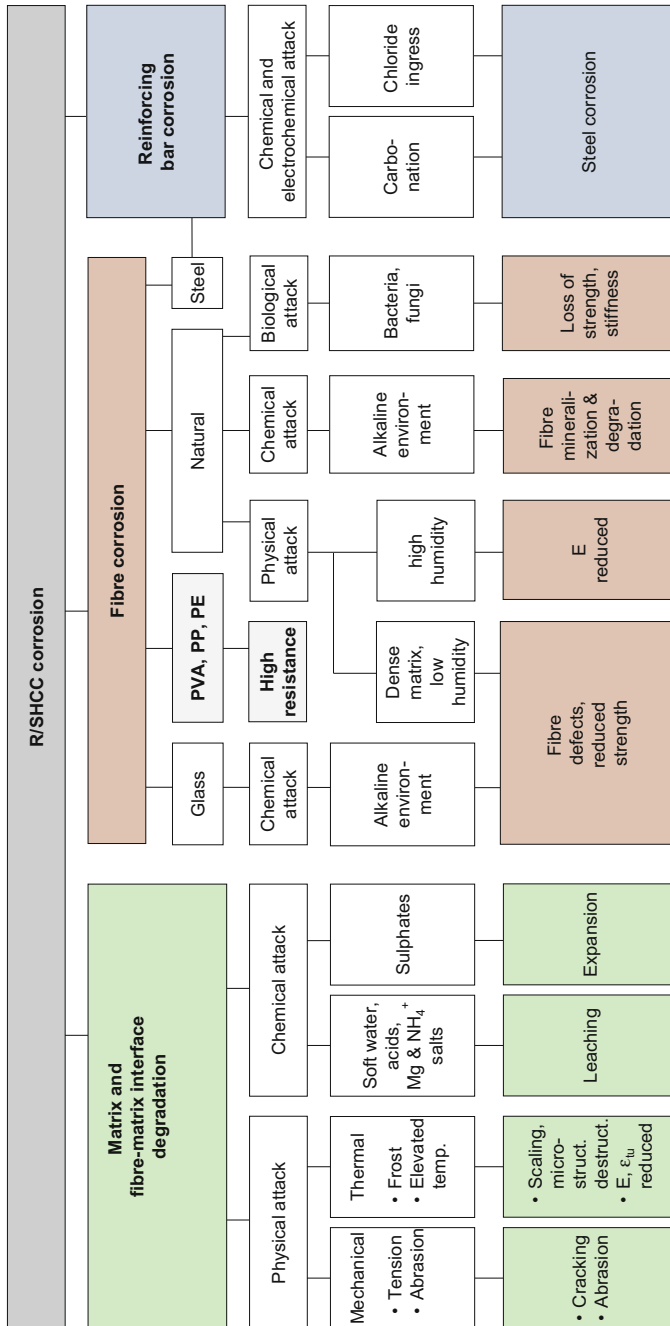 R/SHCC corrosion
Matrix and
fibre-matrix interface
degradation
Physical attack
Mechanical
• Tension
• Abrasion
• Cracking
• Abrasion
Thermal
• Frost
• Elevated
temp.
• Scaling,
micro-
struct.
destruct.
• E, εtu
reduced
Chemical attack
Soft water,
acids,
Mg & NH₄⁺
salts
Leaching
Sulphates
Expansion
Fibre corrosion
Glass
Chemical
attack
Alkaline
environ-
ment
Fibre
defects,
reduced
strength
PVA, PP, PE
High
resistance
Natural
Physical
attack
Dense
matrix,
low
humidity
high
humidity
E
reduced
Chemical
attack
Alkaline
environ-
ment
Fibre
minerali-
zation &
degra-
dation
Biological
attack
Bacteria,
fungi
Loss of
strength,
stiffness
Steel
Reinforcing
bar corrosion
Chemical and
electrochemical attack
Carbo-
nation
Chloride
ingress
Steel corrosion